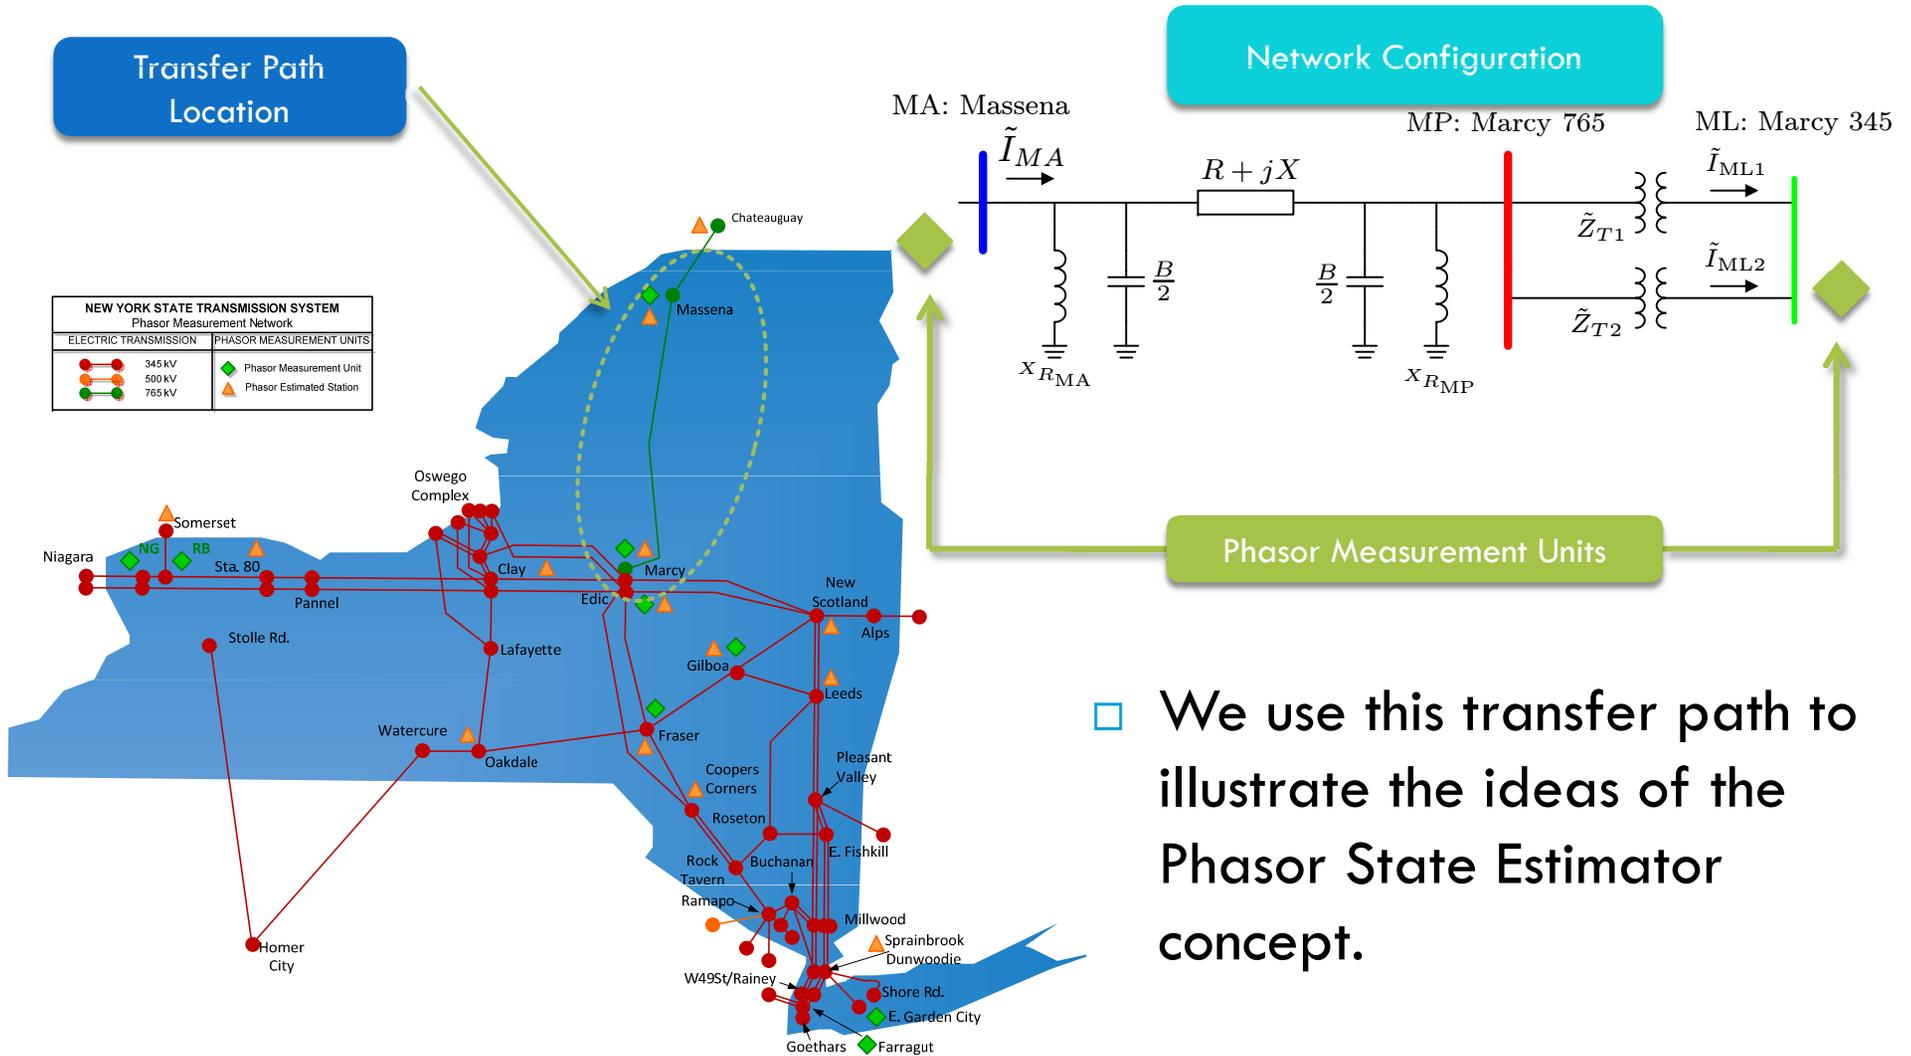 Transfer Path
Location
Network Configuration
MA: Massena
MP: Marcy 765
ML: Marcy 345
Ĩ_MA
R + jX
Ĩ_ML1
Z̃_T1
B/2
B/2
Ĩ_ML2
Z̃_T2
x_R_MA
x_R_MP
Phasor Measurement Units
NEW YORK STATE TRANSMISSION SYSTEM
Phasor Measurement Network
ELECTRIC TRANSMISSION
PHASOR MEASUREMENT UNITS
345 kV
500 kV
765 kV
Phasor Measurement Unit
Phasor Estimated Station
Chateauguay
Massena
Oswego
Complex
Somerset
Niagara
NG
RB
Sta. 80
Pannel
Clay
Marcy
Edic
New
Scotland
Alps
Stolle Rd.
Lafayette
Gilboa
Leeds
Watercure
Oakdale
Fraser
Coopers
Corners
Pleasant
Valley
Roseton
E. Fishkill
Rock
Tavern
Buchanan
Ramapo
Millwood
Sprainbrook
Dunwoodie
Homer
City
W49St/Rainey
Shore Rd.
E. Garden City
Goethars
Farragut
We use this transfer path to
illustrate the ideas of the
Phasor State Estimator
concept.